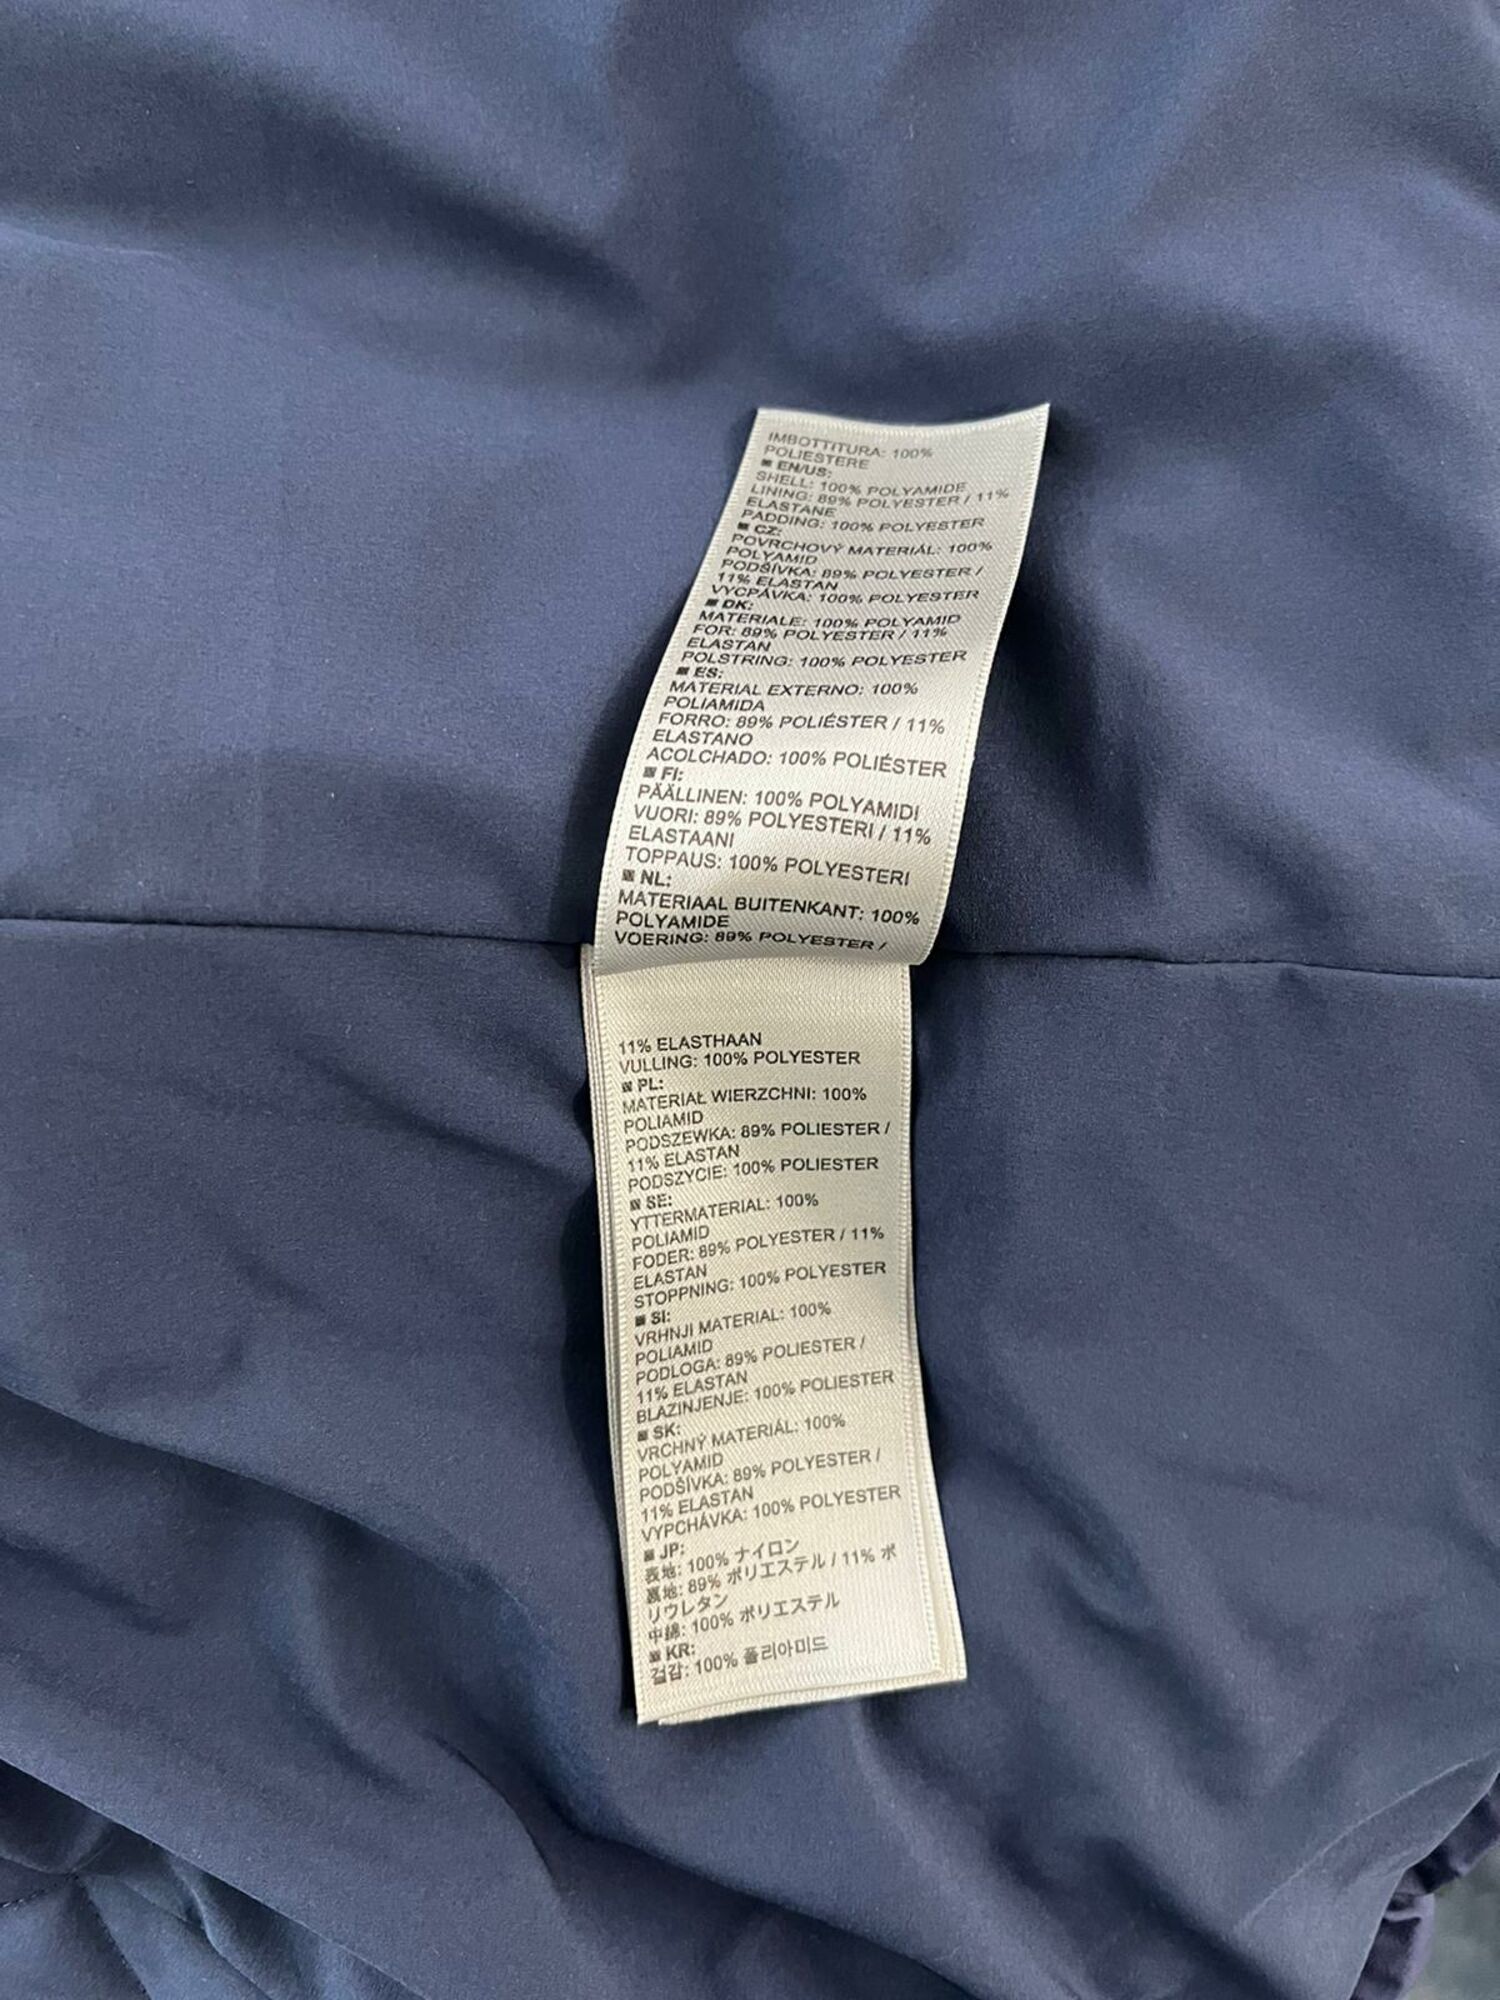 IMBOTTITURA: 100%
POLIESTERE
EN/US:
SHELL: 100% POLYAMIDE
LINING: 89% POLYESTER / 11%
ELASTANE
PADDING: 100% POLYESTER
CZ:
POVRCHOVÝ MATERIÁL: 100%
POLYAMID
PODŠÍVKA: 89% POLYESTER /
11% ELASTAN
VYCPÁVKA: 100% POLYESTER
DK:
MATERIALE: 100% POLYAMID
FOR: 89% POLYESTER / 11%
ELASTAN
POLSTRING: 100% POLYESTER
ES:
MATERIAL EXTERNO: 100%
POLIAMIDA
FORRO: 89% POLIÉSTER / 11%
ELASTANO
ACOLCHADO: 100% POLIÉSTER
FI:
PÄÄLLINEN: 100% POLYAMIDI
VUORI: 89% POLYESTERI / 11%
ELASTAANI
TOPPAUS: 100% POLYESTERI
NL:
MATERIAAL BUITENKANT: 100%
POLYAMIDE
VOERING: 89% POLYESTER /
11% ELASTHAAN
VULLING: 100% POLYESTER
PL:
MATERIAŁ WIERZCHNI: 100%
POLIAMID
PODSZEWKA: 89% POLIESTER /
11% ELASTAN
PODSZYCIE: 100% POLIESTER
SE:
YTTERMATERIAL: 100%
POLIAMID
FODER: 89% POLYESTER / 11%
ELASTAN
STOPPNING: 100% POLYESTER
SI:
VRHNJI MATERIAL: 100%
POLIAMID
PODLOGA: 89% POLIESTER /
11% ELASTAN
BLAZINJENJE: 100% POLIESTER
SK:
VRCHNÝ MATERIÁL: 100%
POLYAMID
PODŠÍVKA: 89% POLYESTER /
11% ELASTAN
VYPCHÁVKA: 100% POLYESTER
JP:
表地: 100% ナイロン
裏地: 89% ポリエステル / 11% ポ
リウレタン
中綿: 100% ポリエステル
KR:
겉감: 100% 폴리아미드